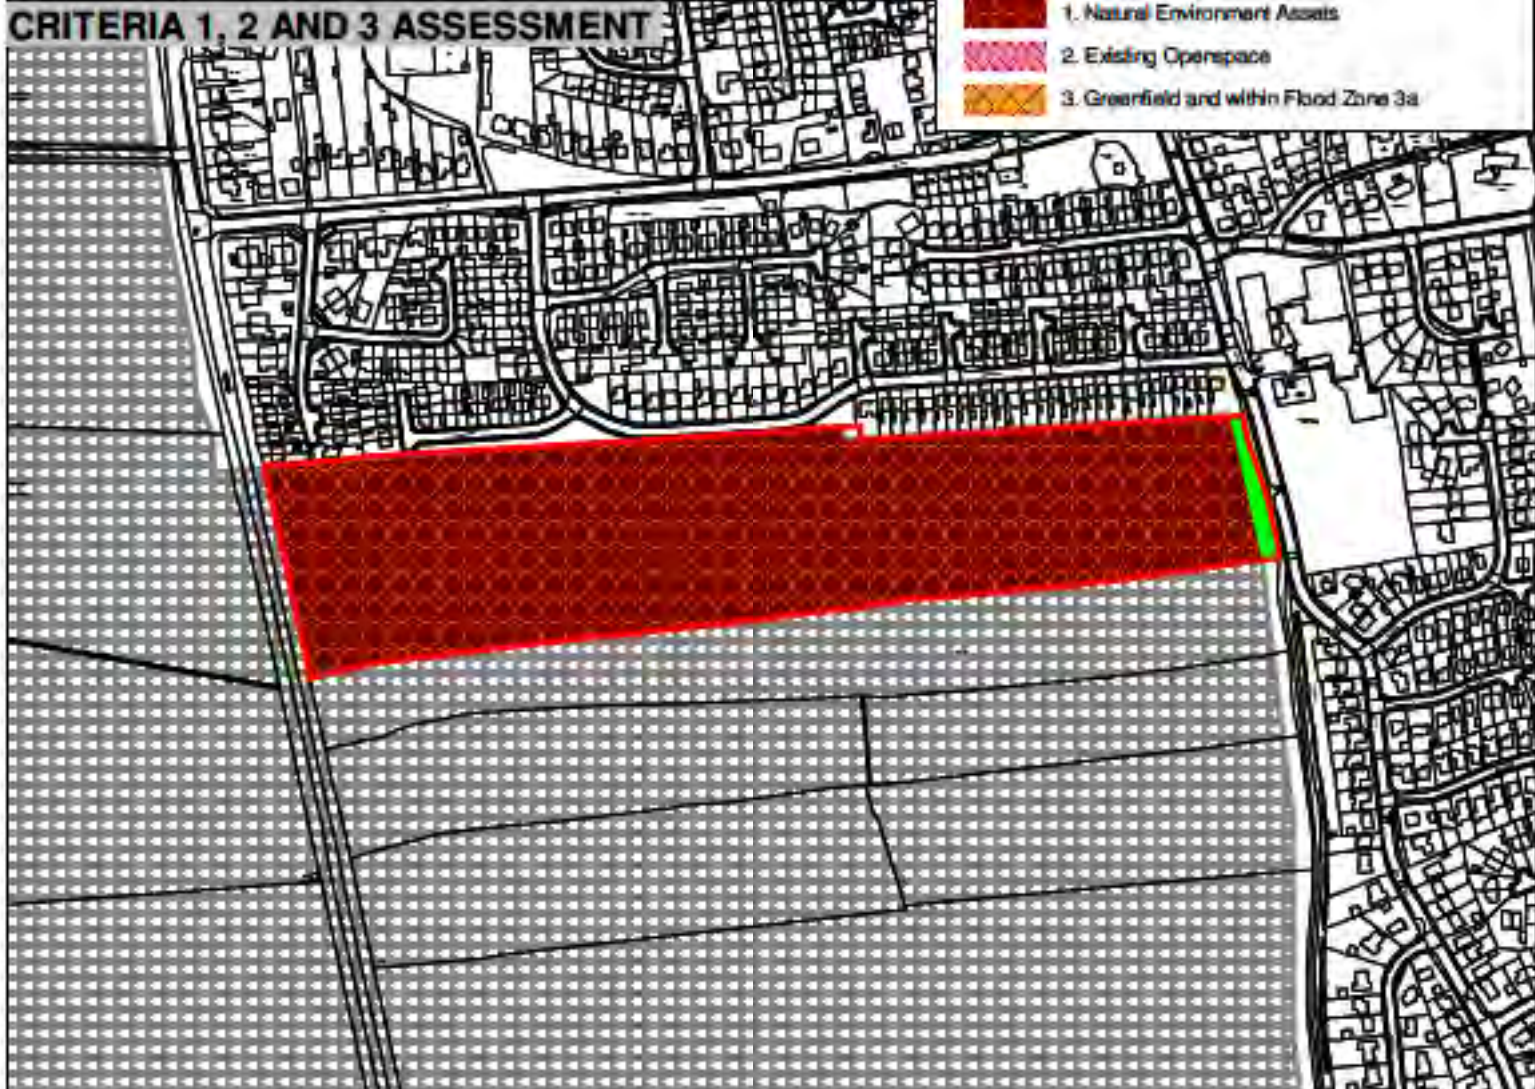 CRITERIA 1, 2 AND 3 ASSESSMENT
1. Natural Environment Assets
2. Existing Openspace
3. Greenfield and within Flood Zone 3a